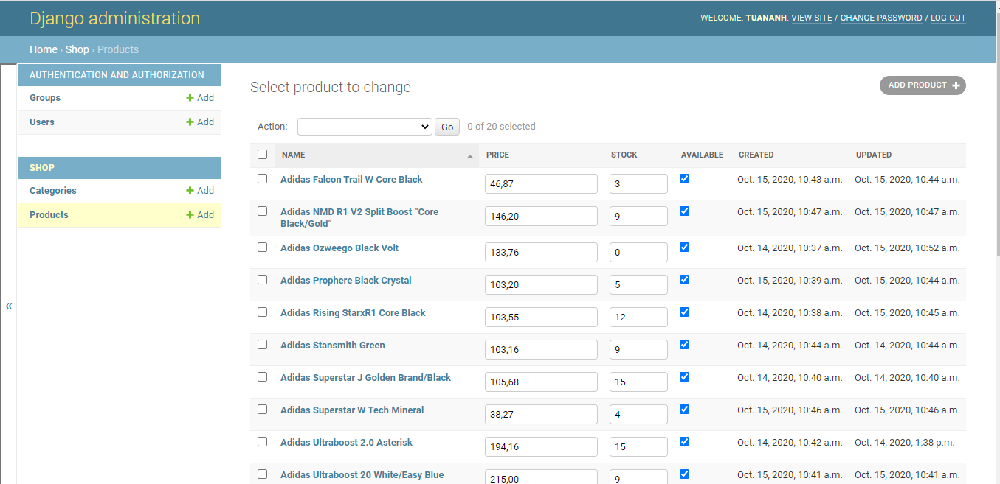 Django administration
WELCOME, TUANANH. VIEW SITE / CHANGE PASSWORD / LOG OUT
Home › Shop › Products
AUTHENTICATION AND AUTHORIZATION
Groups + Add
Users + Add
SHOP
Categories + Add
Products + Add
«
Select product to change
ADD PRODUCT +
Action: --------- Go 0 of 20 selected
NAME PRICE STOCK AVAILABLE CREATED UPDATED
Adidas Falcon Trail W Core Black 46,87 3 Oct. 15, 2020, 10:43 a.m. Oct. 15, 2020, 10:44 a.m.
Adidas NMD R1 V2 Split Boost “Core
Black/Gold” 146,20 9 Oct. 15, 2020, 10:47 a.m. Oct. 15, 2020, 10:47 a.m.
Adidas Ozweego Black Volt 133,76 0 Oct. 14, 2020, 10:37 a.m. Oct. 15, 2020, 10:52 a.m.
Adidas Prophere Black Crystal 103,20 5 Oct. 15, 2020, 10:39 a.m. Oct. 15, 2020, 10:44 a.m.
Adidas Rising StarxR1 Core Black 103,55 12 Oct. 14, 2020, 10:38 a.m. Oct. 15, 2020, 10:45 a.m.
Adidas Stansmith Green 103,16 9 Oct. 14, 2020, 10:44 a.m. Oct. 14, 2020, 10:44 a.m.
Adidas Superstar J Golden Brand/Black 105,68 15 Oct. 14, 2020, 10:40 a.m. Oct. 14, 2020, 10:40 a.m.
Adidas Superstar W Tech Mineral 38,27 4 Oct. 15, 2020, 10:46 a.m. Oct. 15, 2020, 10:46 a.m.
Adidas Ultraboost 2.0 Asterisk 194,16 15 Oct. 14, 2020, 10:42 a.m. Oct. 14, 2020, 1:38 p.m.
Adidas Ultraboost 20 White/Easy Blue 215,00 9 Oct. 15, 2020, 10:41 a.m. Oct. 15, 2020, 10:41 a.m.